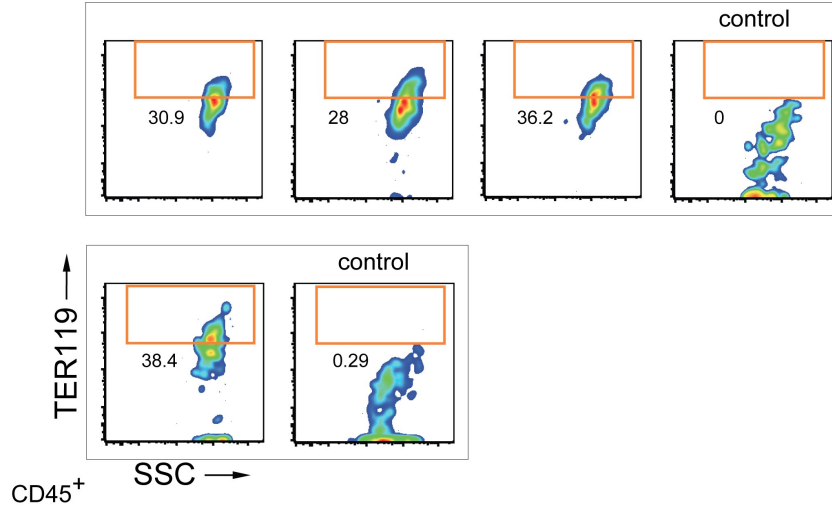 control
30.9
28
36.2
0
control
38.4
0.29
TER119
SSC
CD45+